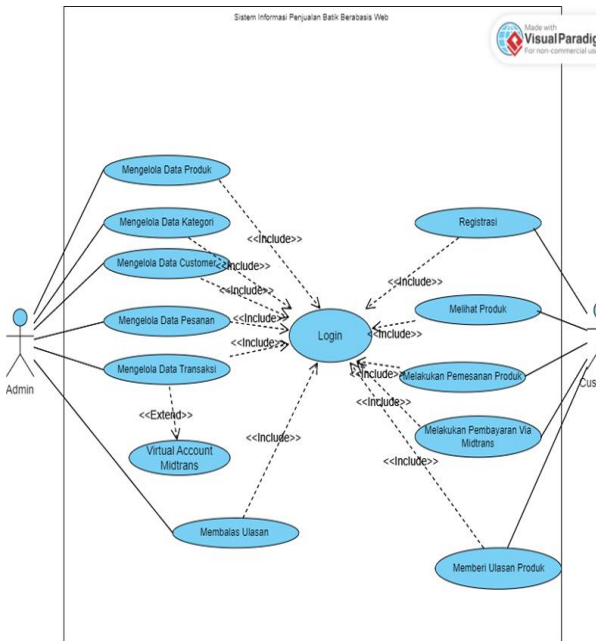 Sistem Informasi Penjualan Batik Berabasis Web
Made with
VisualParadig
For non-commercial us
Mengelola Data Produk
Mengelola Data Kategori
Registrasi
<<Include>>
Mengelola Data Customer
<<Include>>
<<Include>>
<<Include>>
Mengelola Data Pesanan
<<Include>>
Melihat Produk
Login
<<Include>>
<<Include>>
Mengelola Data Transaksi
<<Include>>
Melakukan Pemesanan Produk
Admin
Cus
<<Include>>
<<Extend>>
Melakukan Pembayaran Via
Midtrans
<<Include>>
Virtual Account
Midtrans
<<Include>>
Membalas Ulasan
Memberi Ulasan Produk